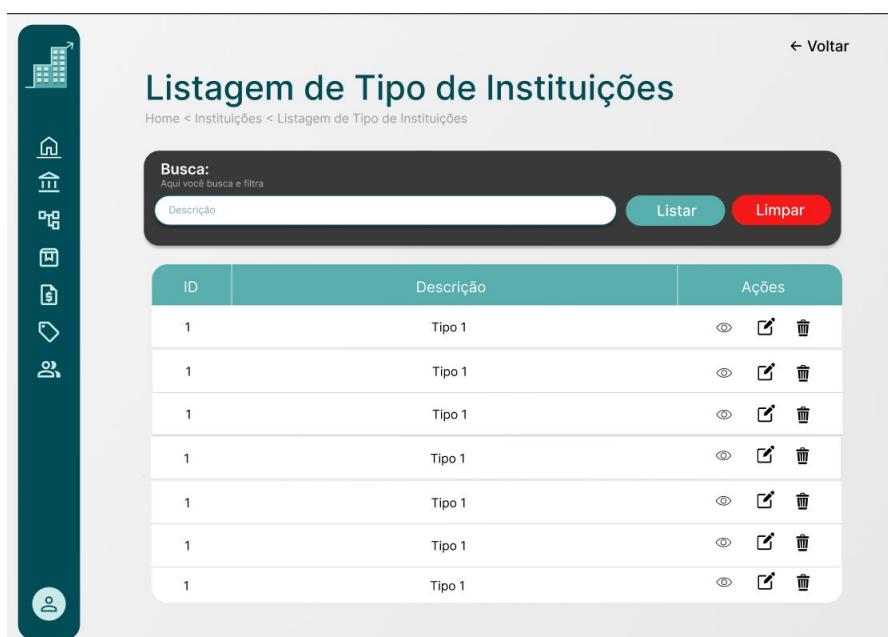 ← Voltar
Listagem de Tipo de Instituições
Home < Instituições < Listagem de Tipo de Instituições
Busca:
Aqui você busca e filtra
Descrição Listar Limpar
ID Descrição Ações
1 Tipo 1
1 Tipo 1
1 Tipo 1
1 Tipo 1
1 Tipo 1
1 Tipo 1
1 Tipo 1